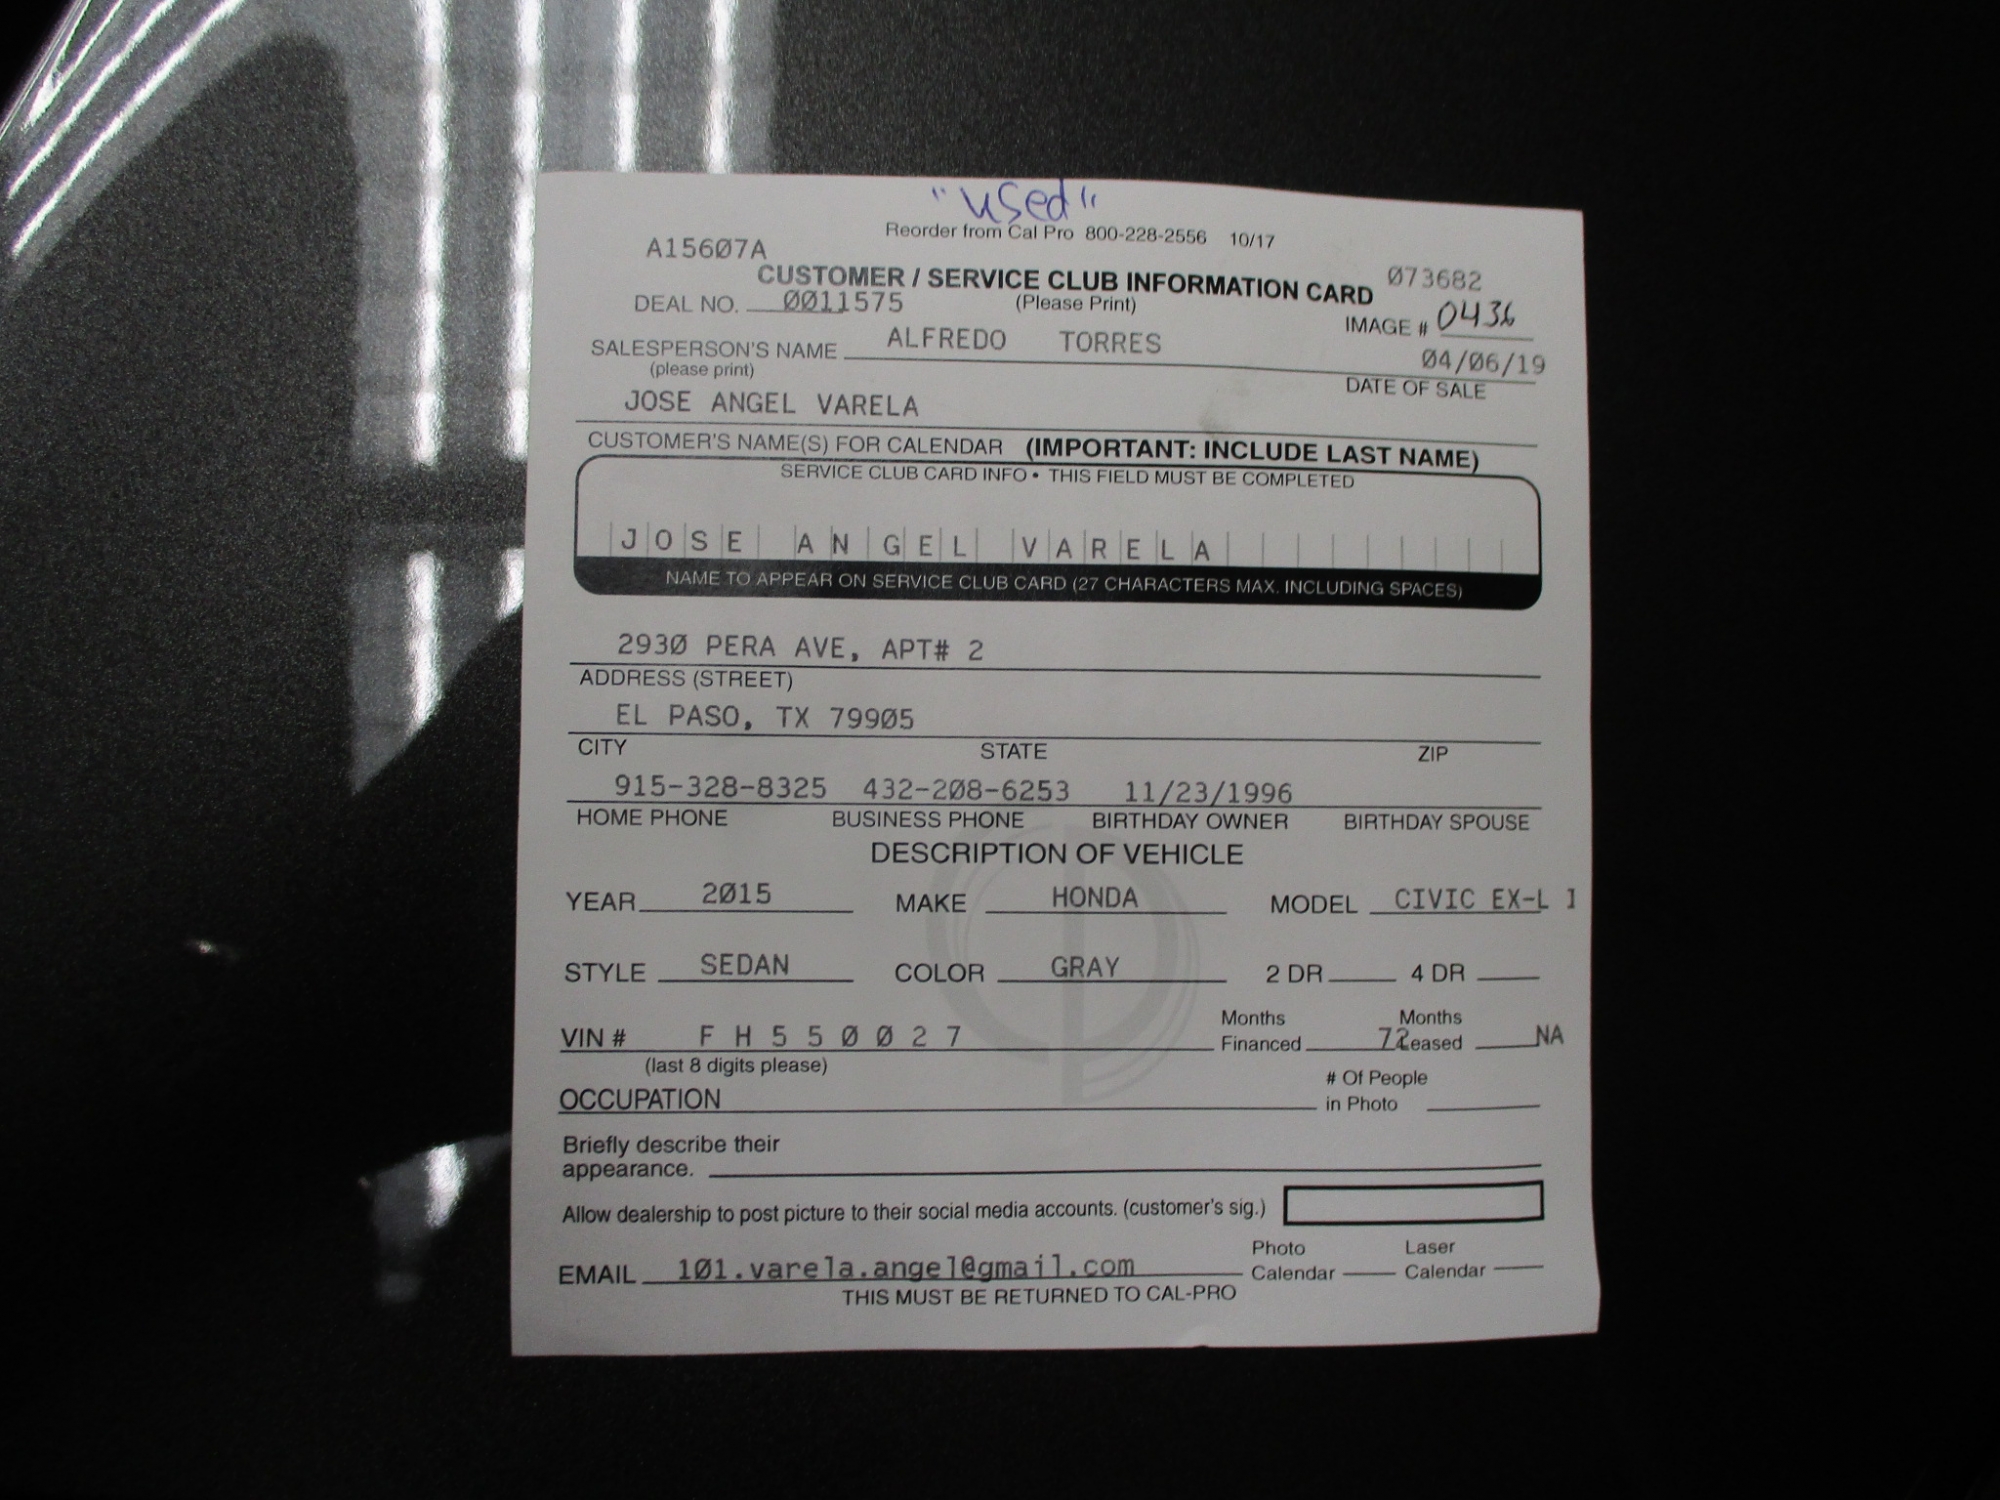 "used"
Reorder from Cal Pro 800-228-2556 10/17
A15607A
CUSTOMER / SERVICE CLUB INFORMATION CARD 073682
DEAL NO. 0011575 (Please Print)
IMAGE # 0436
SALESPERSON'S NAME ALFREDO TORRES 04/06/19
(please print) DATE OF SALE
JOSE ANGEL VARELA
CUSTOMER'S NAME(S) FOR CALENDAR (IMPORTANT: INCLUDE LAST NAME)
SERVICE CLUB CARD INFO • THIS FIELD MUST BE COMPLETED
JOSE ANGEL VARELA
NAME TO APPEAR ON SERVICE CLUB CARD (27 CHARACTERS MAX. INCLUDING SPACES)
2930 PERA AVE, APT# 2
ADDRESS (STREET)
EL PASO, TX 79905
CITY STATE ZIP
915-328-8325 432-208-6253 11/23/1996
HOME PHONE BUSINESS PHONE BIRTHDAY OWNER BIRTHDAY SPOUSE
DESCRIPTION OF VEHICLE
YEAR 2015 MAKE HONDA MODEL CIVIC EX-L
STYLE SEDAN COLOR GRAY 2 DR 4 DR
Months Months
VIN # F H 5 5 0 0 2 7 Financed 72 Leased NA
(last 8 digits please)
# Of People
OCCUPATION in Photo
Briefly describe their
appearance.
Allow dealership to post picture to their social media accounts. (customer's sig.)
Photo Laser
EMAIL 101.varela.angel@gmail.com Calendar Calendar
THIS MUST BE RETURNED TO CAL-PRO